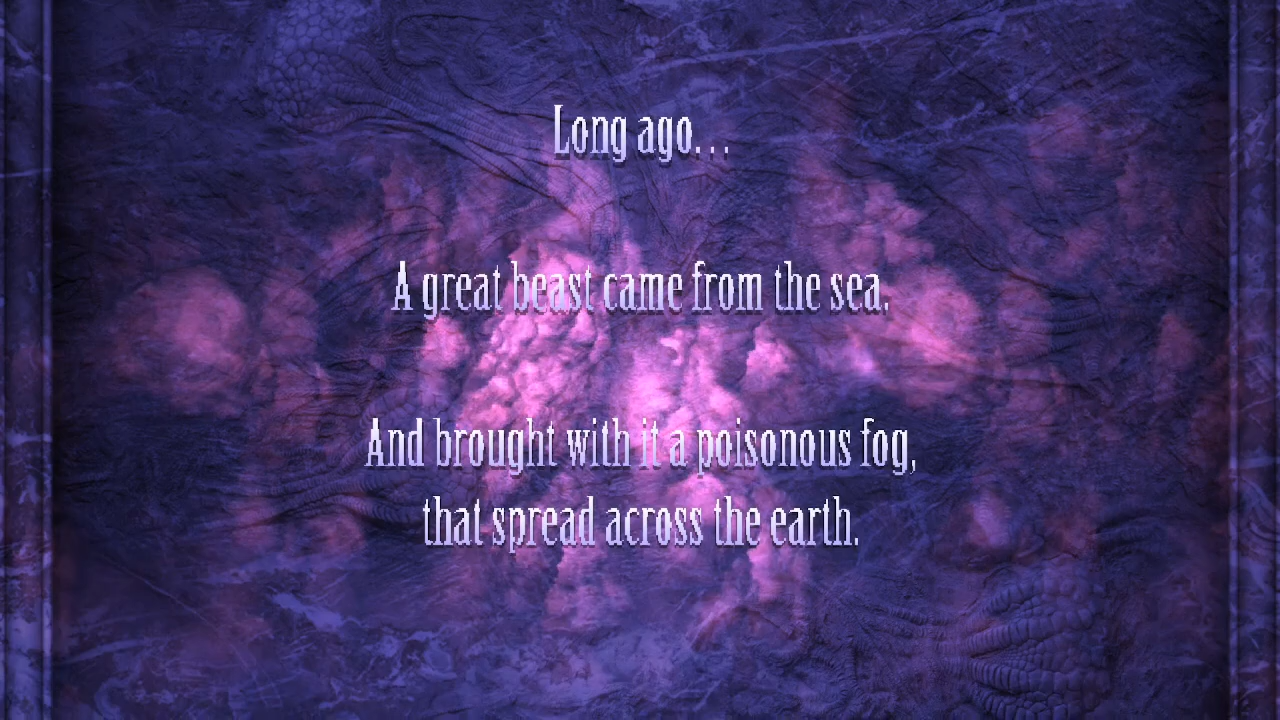 Long ago...
A great beast came from the sea.
And brought with it a poisonous fog,
that spread across the earth.